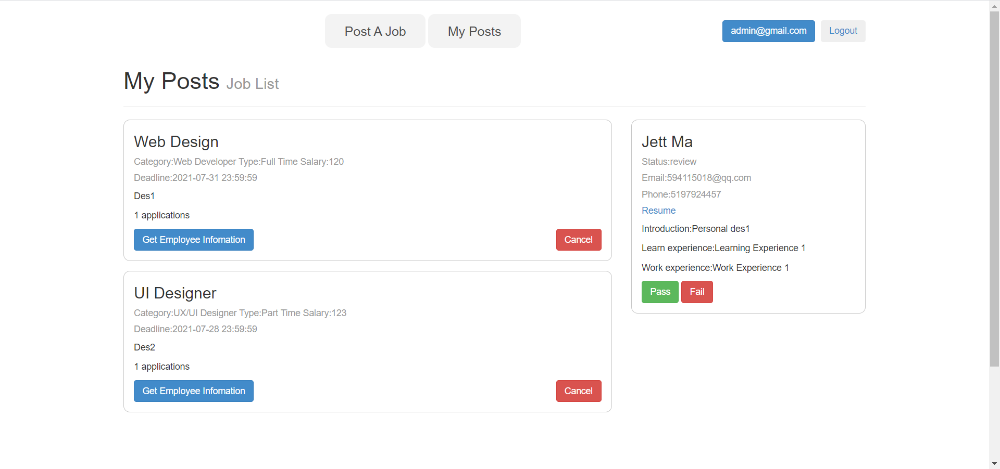 Post A Job My Posts admin@gmail.com Logout
My Posts Job List
Web Design
Category:Web Developer Type:Full Time Salary:120
Deadline:2021-07-31 23:59:59
Des1
1 applications
Get Employee Infomation Cancel
UI Designer
Category:UX/UI Designer Type:Part Time Salary:123
Deadline:2021-07-28 23:59:59
Des2
1 applications
Get Employee Infomation Cancel
Jett Ma
Status:review
Email:594115018@qq.com
Phone:5197924457
Resume
Introduction:Personal des1
Learn experience:Learning Experience 1
Work experience:Work Experience 1
Pass Fail